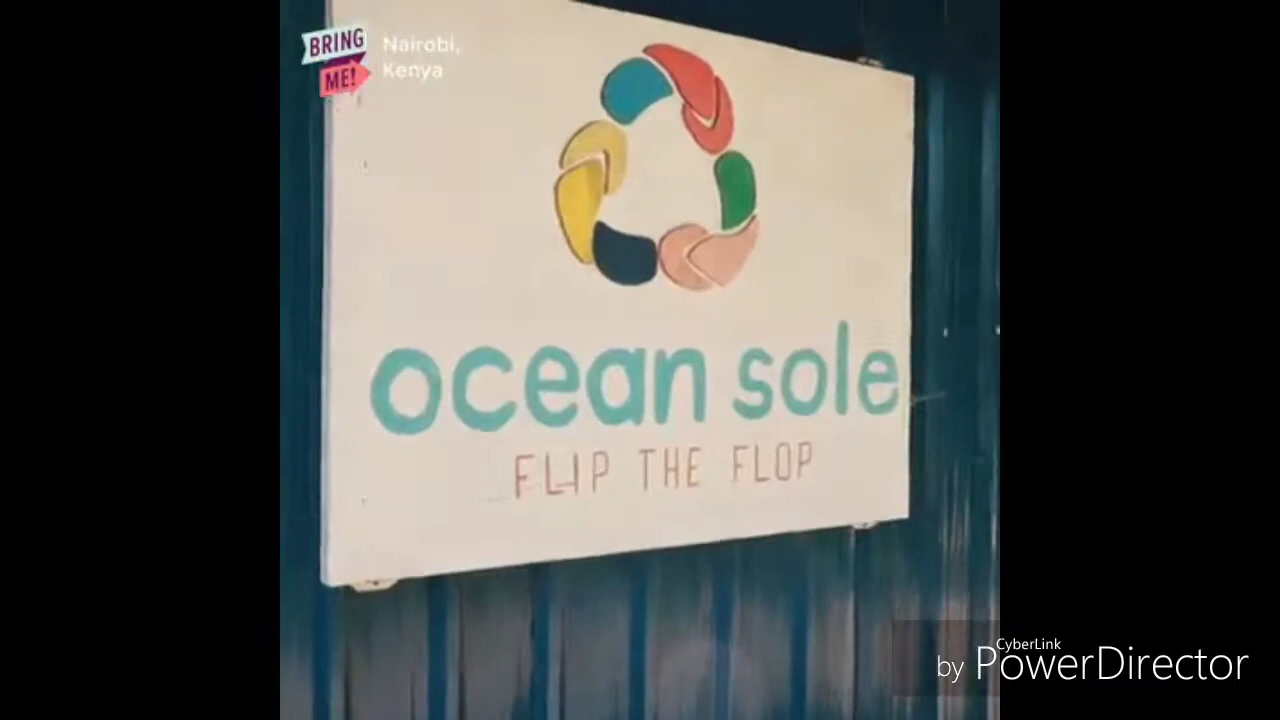 BRING
ME!
Nairobi,
Kenya
ocean sole
FLIP THE FLOP
CyberLink
by PowerDirector